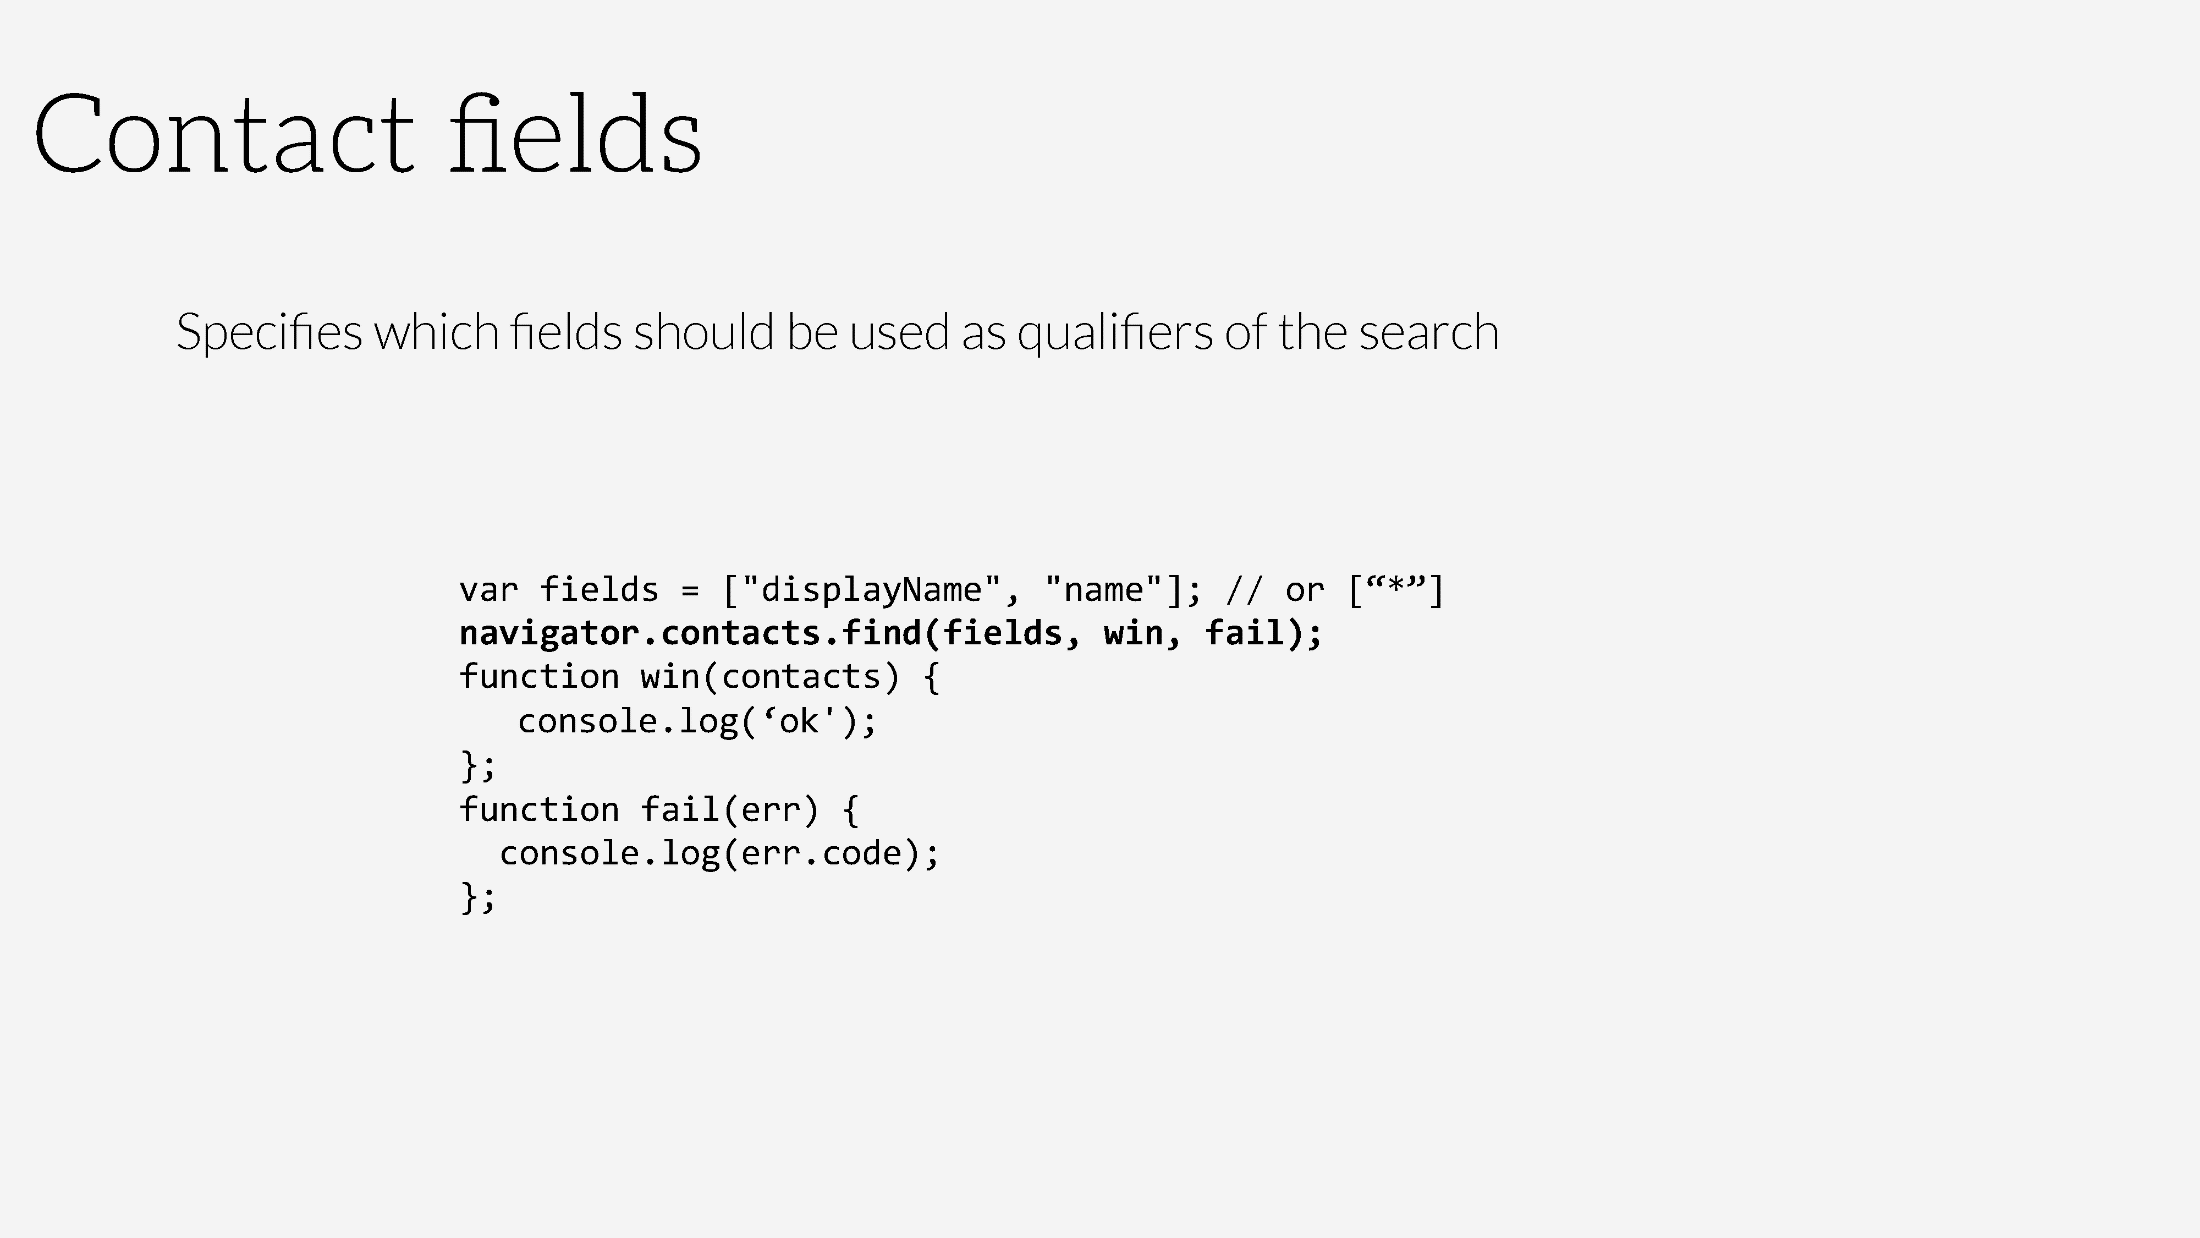 Contact fields
Specifies which fields should be used as qualifiers of the search
var fields = ["displayName", "name"]; // or [“*”]
navigator.contacts.find(fields, win, fail);
function win(contacts) {
   console.log(‘ok');
};
function fail(err) {
  console.log(err.code);
};